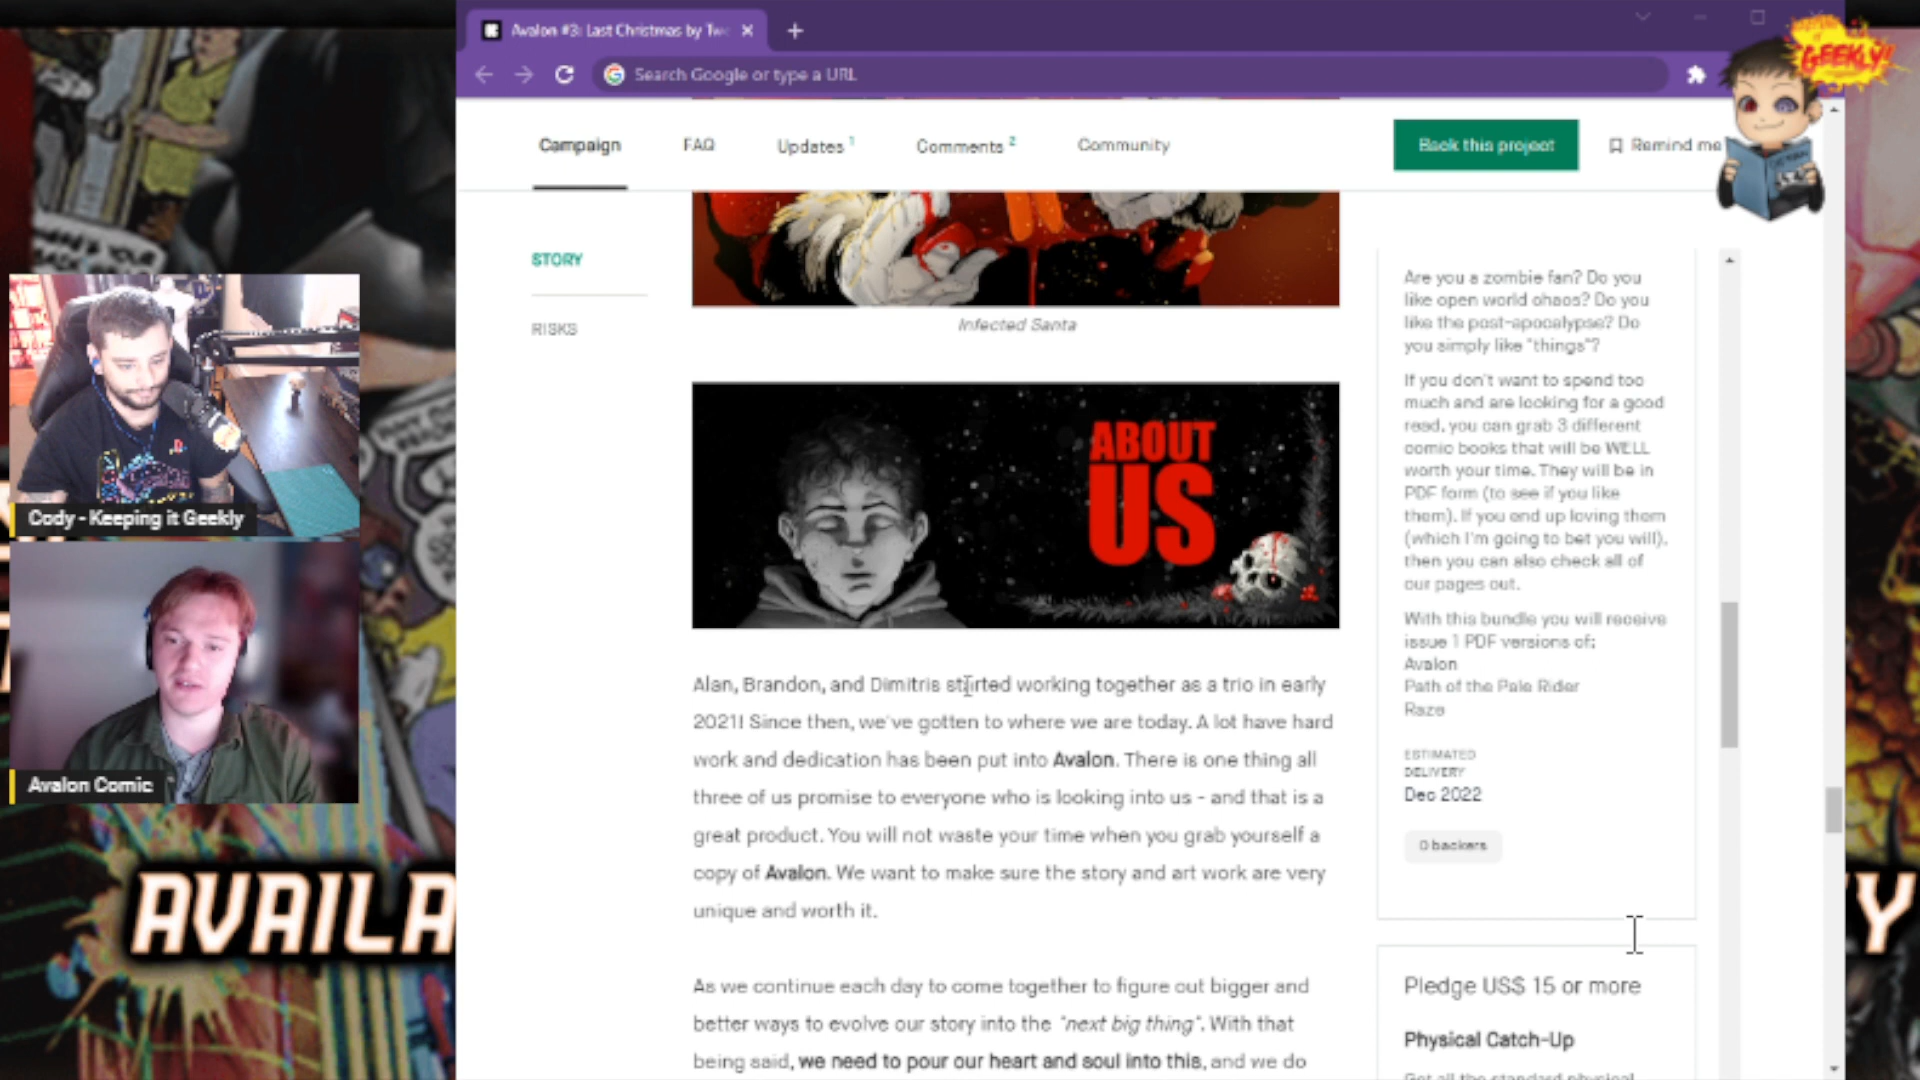 Avalon #3: Last Christmas by Tw
Search Google or type a URL
GEEKLY!
Campaign
FAQ
Updates 1
Comments 2
Community
Back this project
Remind me
STORY
RISKS
Infected Santa
ABOUT
US
Alan, Brandon, and Dimitris started working together as a trio in early
2021! Since then, we've gotten to where we are today. A lot have hard
work and dedication has been put into Avalon. There is one thing all
three of us promise to everyone who is looking into us - and that is a
great product. You will not waste your time when you grab yourself a
copy of Avalon. We want to make sure the story and art work are very
unique and worth it.
As we continue each day to come together to figure out bigger and
better ways to evolve our story into the "next big thing". With that
being said, we need to pour our heart and soul into this, and we do
Are you a zombie fan? Do you
like open world chaos? Do you
like the post-apocalypse? Do
you simply like "things"?
If you don't want to spend too
much and are looking for a good
read, you can grab 3 different
comic books that will be WELL
worth your time. They will be in
PDF form (to see if you like
them). If you end up loving them
(which I'm going to bet you will),
then you can also check all of
our pages out.
With this bundle you will receive
issue 1 PDF versions of:
Avalon
Path of the Pale Rider
Raze
ESTIMATED
DELIVERY
Dec 2022
0 backers
Pledge US$ 15 or more
Physical Catch-Up
Get all the standard physical
Cody - Keeping it Geekly
Avalon Comic
AVAILA
Y